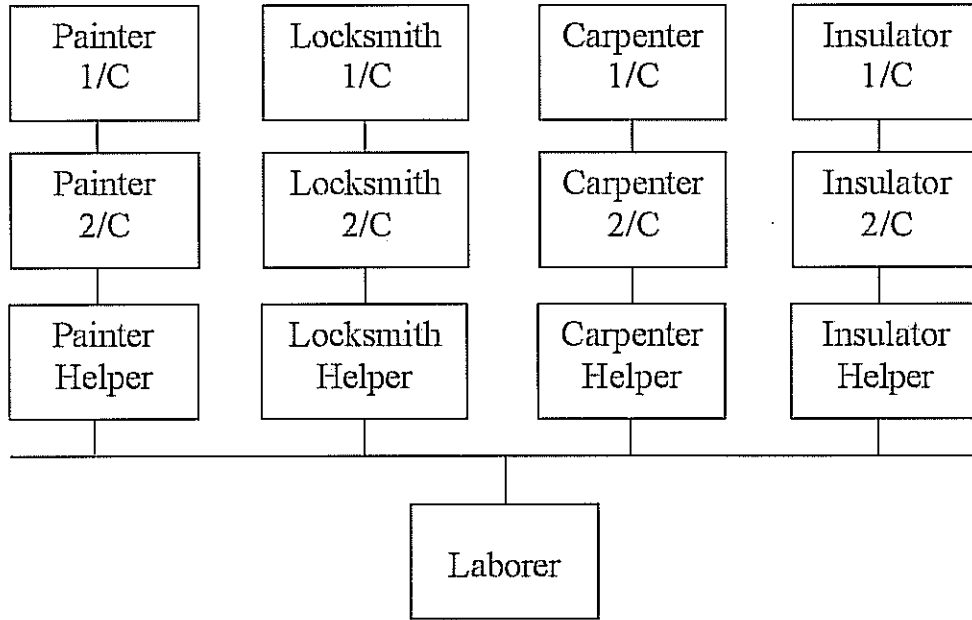 Painter
1/C
Locksmith
1/C
Carpenter
1/C
Insulator
1/C
Painter
2/C
Locksmith
2/C
Carpenter
2/C
Insulator
2/C
Painter
Helper
Locksmith
Helper
Carpenter
Helper
Insulator
Helper
Laborer